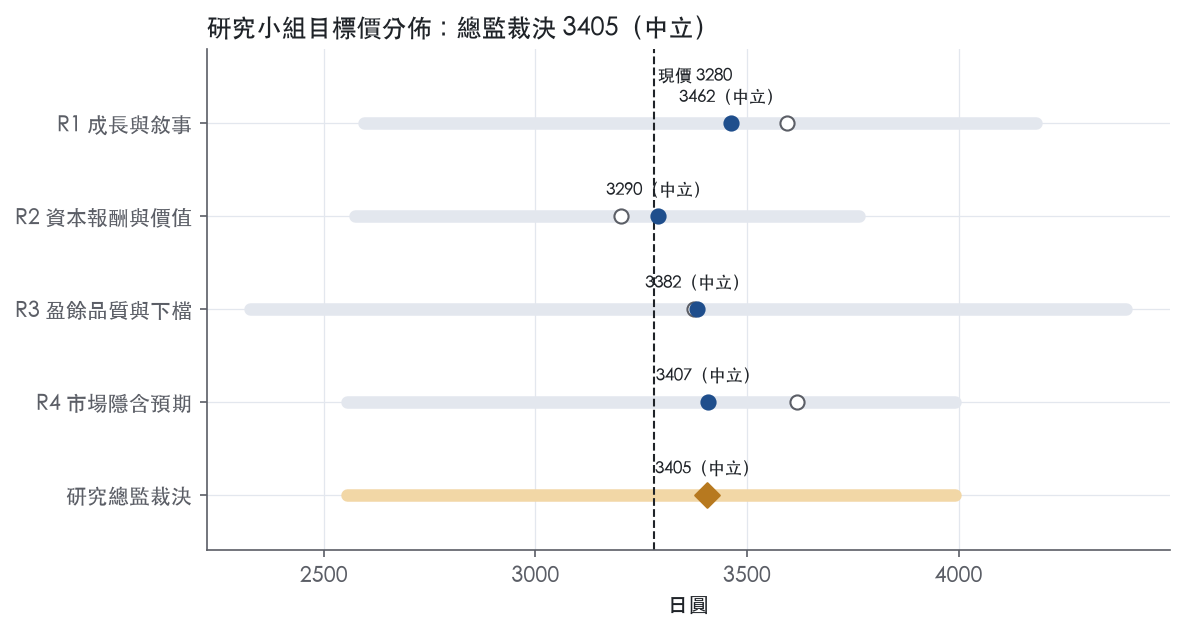 研究小組目標價分佈：總監裁決 3405（中立）
現價 3280
3462（中立）
R1 成長與敘事
3290（中立）
R2 資本報酬與價值
3382（中立）
R3 盈餘品質與下檔
3407（中立）
R4 市場隱含預期
3405（中立）
研究總監裁決
2500 3000 3500 4000
日圓